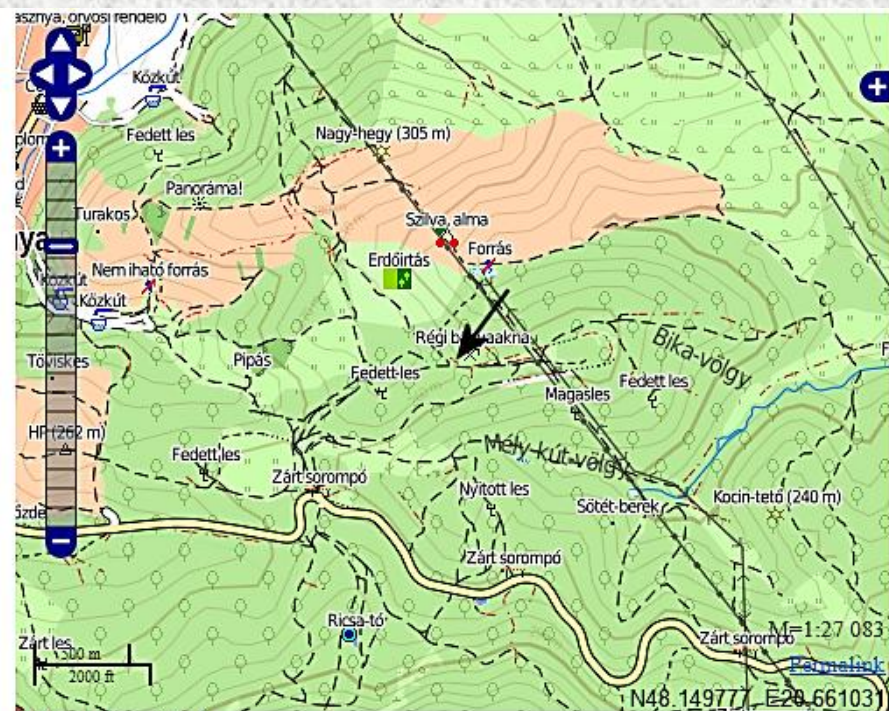 asznya, orvosi rendelő
Közkút
Nagy-hegy (305 m)
Fedett les
Panoráma!
Turakos
Szilva, alma
Forrás
Erdőirtás
Nem iható forrás
Közkút
Közkút
Régi
Bika-völgy
Pipás
Töviskes
Fedett les
Fedett les
Magasles
HP (262 m)
Mély-kút-völgy
Fedett les
Zárt sorompó
Nyitott les
Kocin-tető (240 m)
Sötét-berek
Zárt sorompó
Ricsa-tó
M=1:27 083
Zárt sorompó
Zárt les
500 m
Permalink
2000 ft
N48.149777, E20.661031